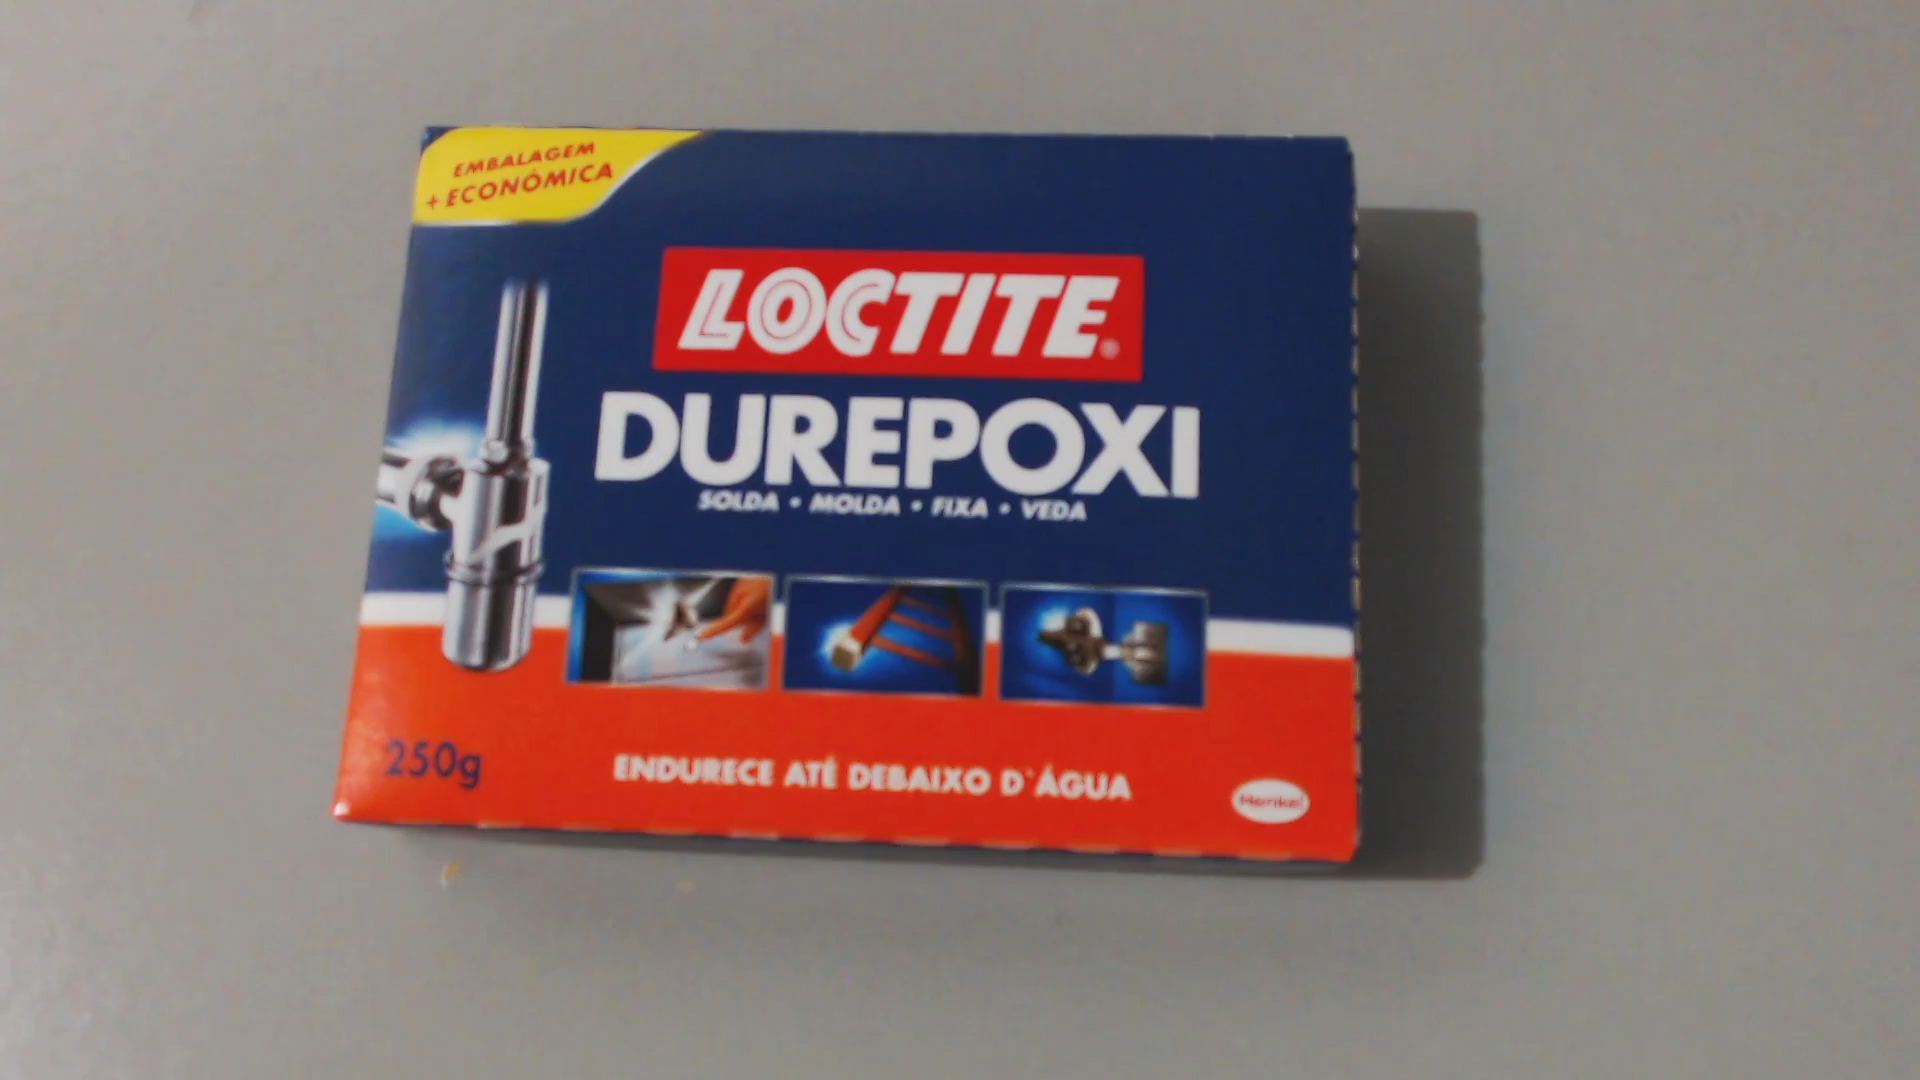 EMBALAGEM
+ ECONÔMICA
LOCTITE®
DUREPOXI
SOLDA • MOLDA • FIXA • VEDA
250g
ENDURECE ATÉ DEBAIXO D'ÁGUA
Henkel